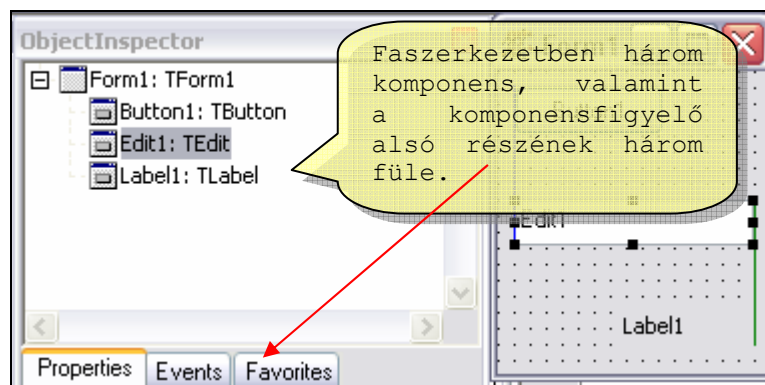 ObjectInspector
Form1: TForm1
Button1: TButton
Edit1: TEdit
Label1: TLabel
Faszerkezetben három
komponens, valamint
a komponensfigyelő
alsó részének három
füle.
Edit1
Label1
Properties Events Favorites